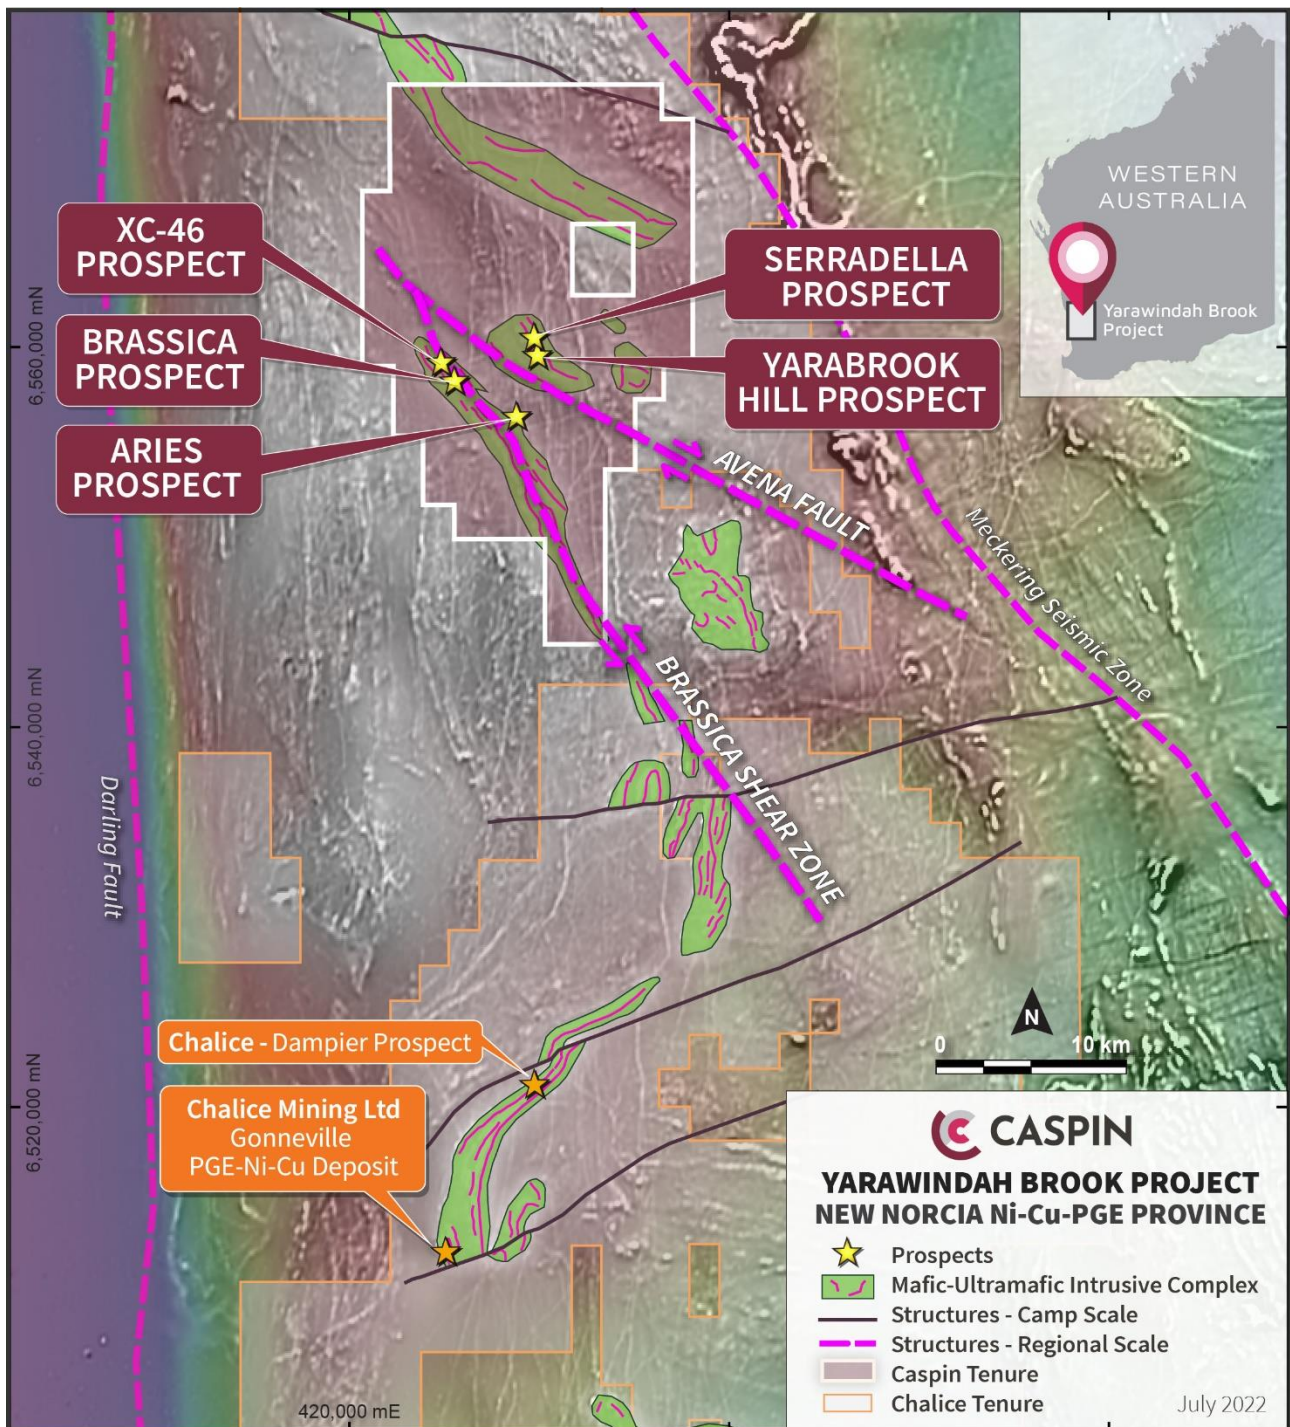 WESTERN
AUSTRALIA
Yarawindah Brook
Project
XC-46
PROSPECT
SERRADELLA
PROSPECT
BRASSICA
PROSPECT
YARABROOK
HILL PROSPECT
ARIES
PROSPECT
6,560,000 mN
AVENA FAULT
Meckering Seismic Zone
BRASSICA SHEAR ZONE
6,540,000 mN
Darling Fault
N
0 10 km
Chalice - Dampier Prospect
Chalice Mining Ltd
Gonneville
PGE-Ni-Cu Deposit
6,520,000 mN
CASPIN
YARAWINDAH BROOK PROJECT
NEW NORCIA Ni-Cu-PGE PROVINCE
Prospects
Mafic-Ultramafic Intrusive Complex
Structures - Camp Scale
Structures - Regional Scale
Caspin Tenure
Chalice Tenure
July 2022
420,000 mE